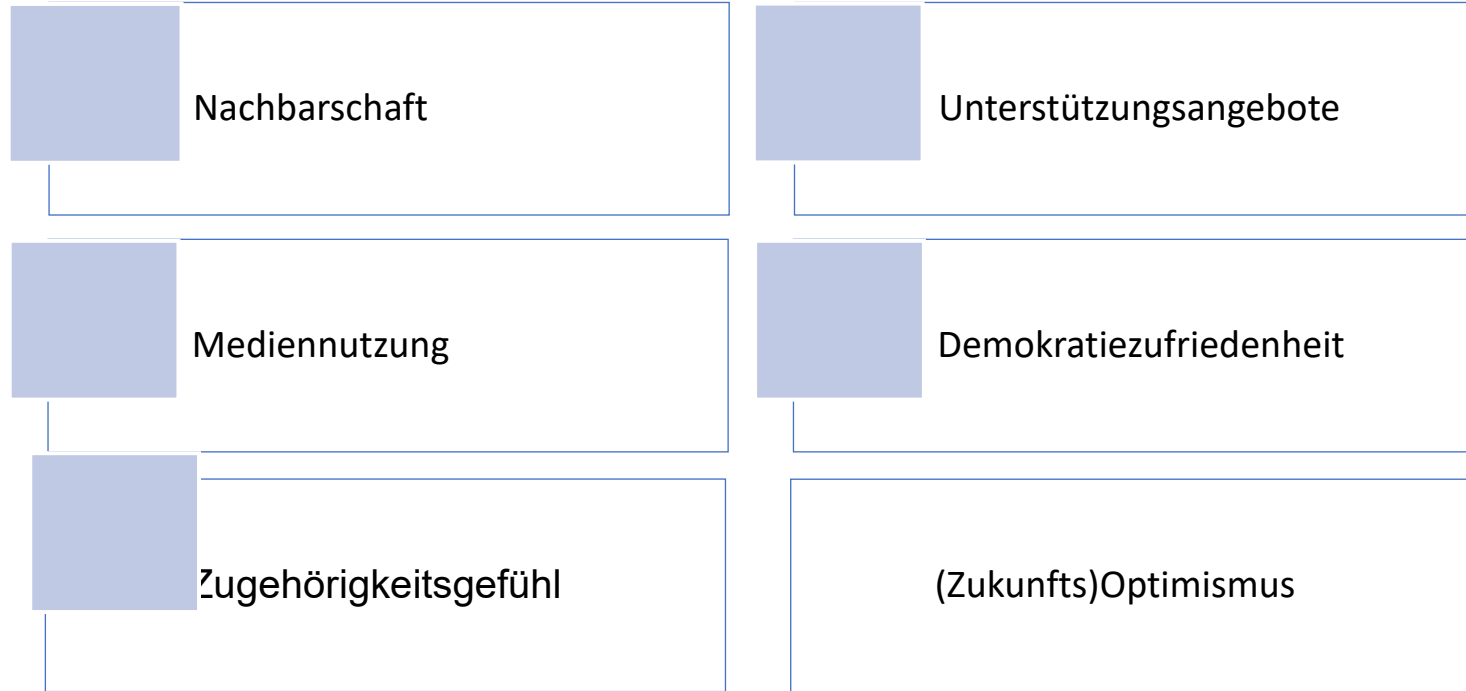 Nachbarschaft
Unterstützungsangebote
Mediennutzung
Demokratiezufriedenheit
Zugehörigkeitsgefühl
(Zukunfts)Optimismus